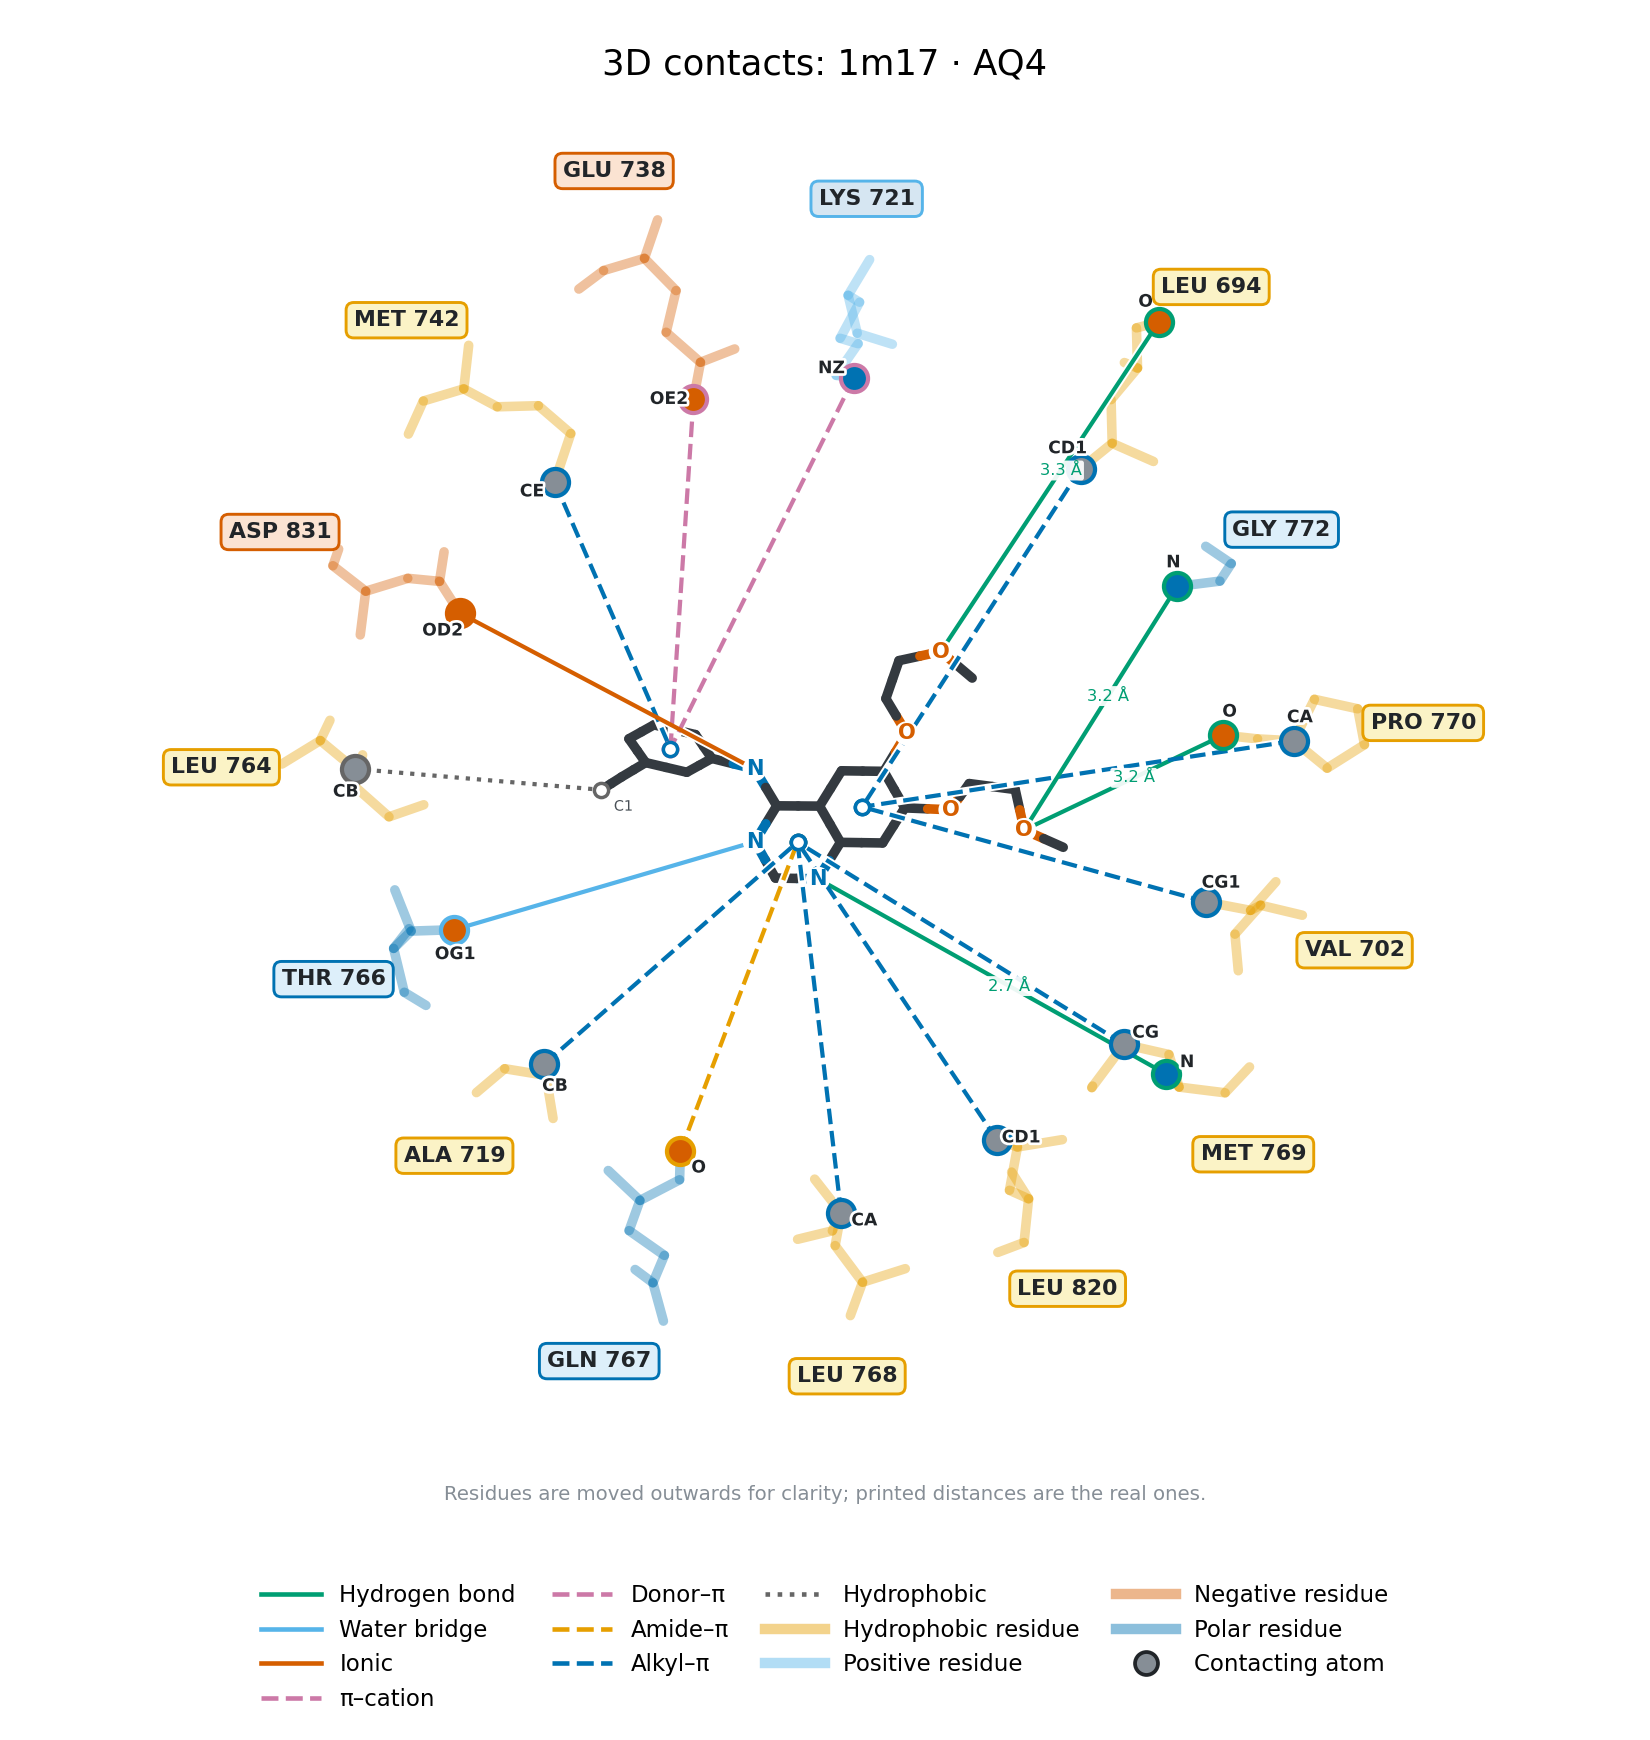 3D contacts: 1m17 · AQ4
GLU 738
LYS 721
LEU 694
O
MET 742
NZ
OE2
CD1
3.3 Å
CE
ASP 831
GLY 772
N
OD2
O
3.2 Å
O
CA
PRO 770
O
LEU 764
N
3.2 Å
CB
C1
O
O
N
N
CG1
THR 766
OG1
VAL 702
2.7 Å
CG
N
CB
ALA 719
CD1
MET 769
O
CA
LEU 820
GLN 767
LEU 768
Residues are moved outwards for clarity; printed distances are the real ones.
Hydrogen bond
Water bridge
Ionic
π–cation
Donor–π
Amide–π
Alkyl–π
Hydrophobic
Hydrophobic residue
Positive residue
Negative residue
Polar residue
Contacting atom